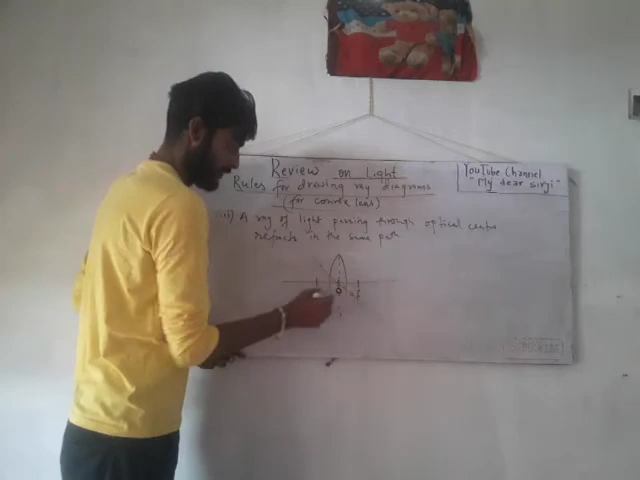 Review on Light
Rules for drawing ray diagrams
(for convex lens)
iii) A ray of light passing through optical centre
refracts in the same path
YouTube Channel
"My dear sirji"
O
F